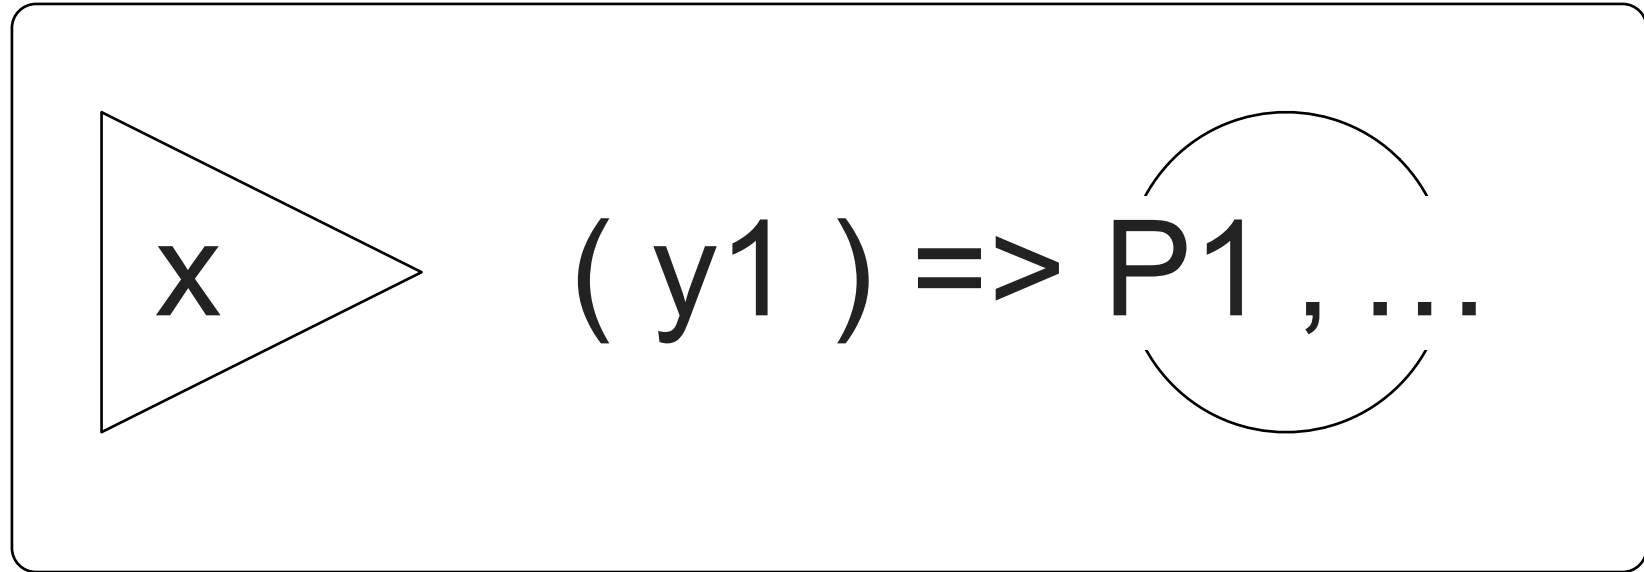 x ( y1 ) => P1 , ...